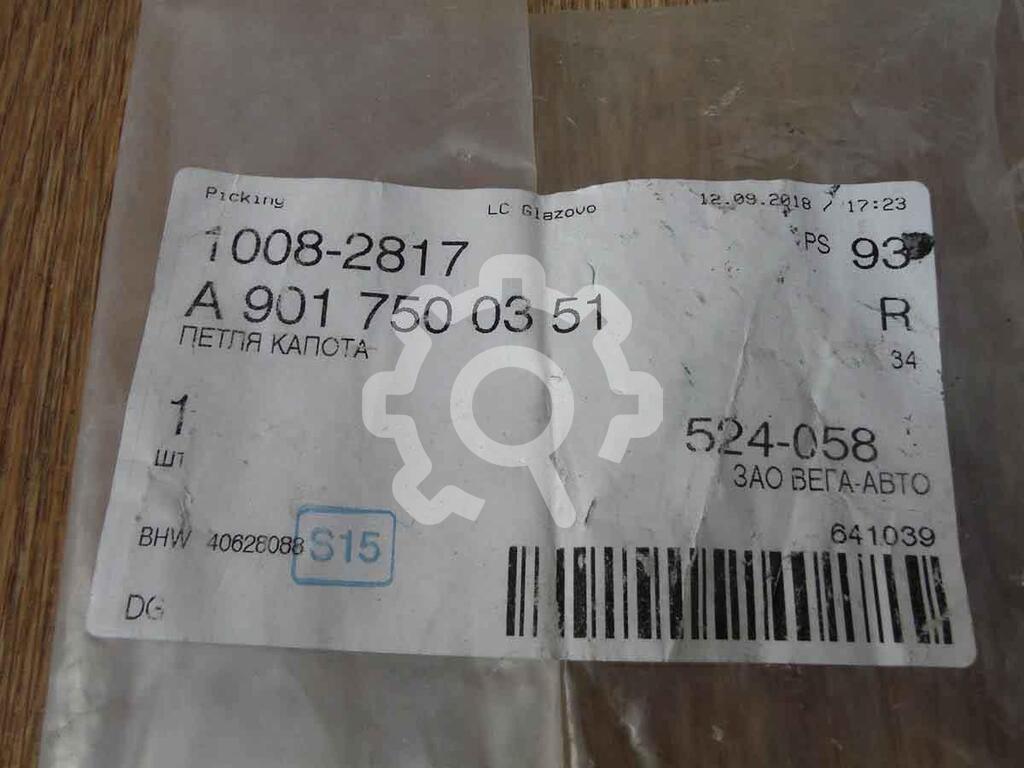 Picking LC Glazovo 12.09.2018 / 17:23
1008-2817 PS 93
A 901 750 03 51 R
ПЕТЛЯ КАПОТА 34
1 524-058
шт ЗАО ВЕГА-АВТО
BHW 40628088 S15 641039
DG